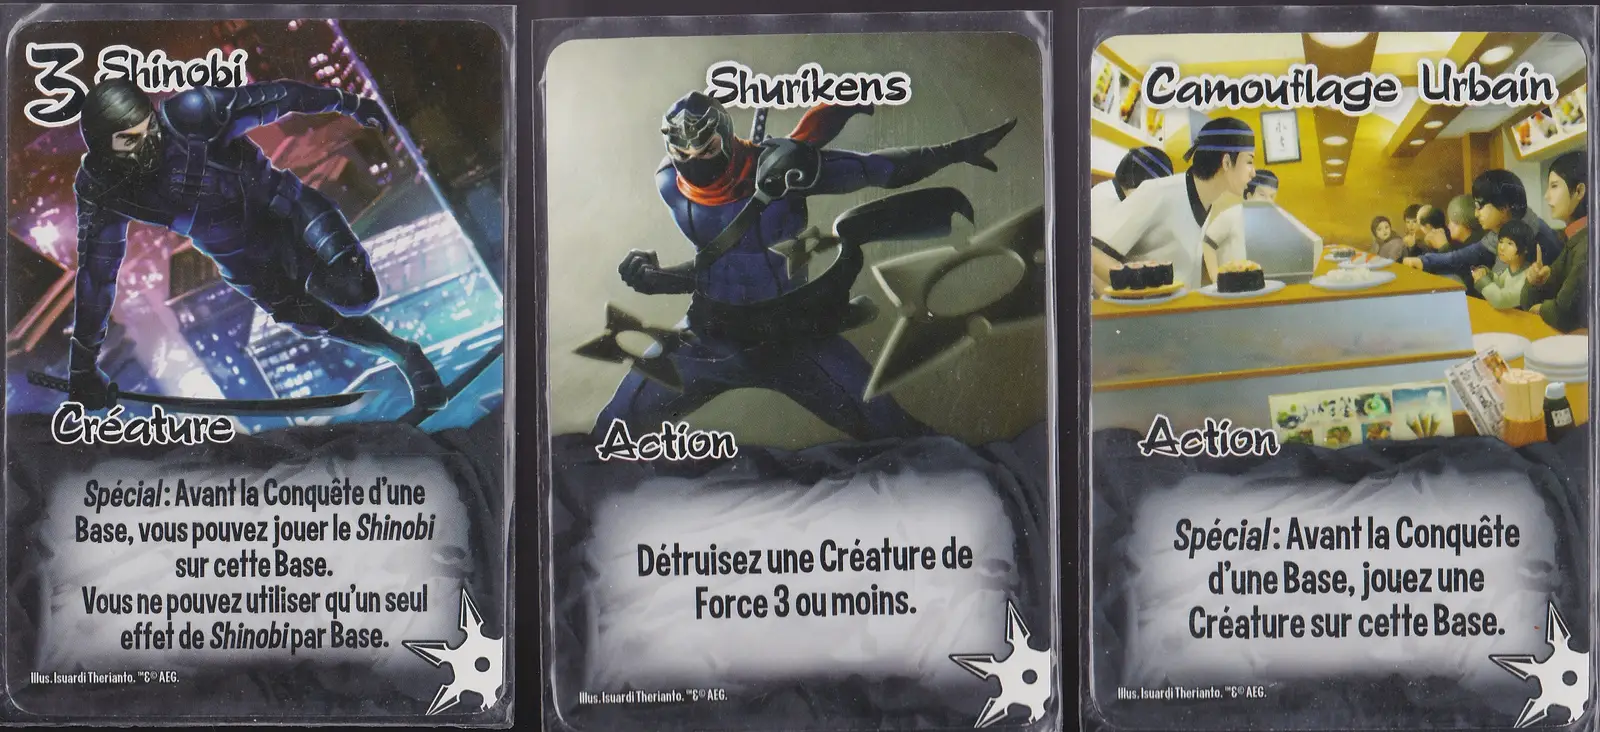 3 Shinobi
Créature
Spécial: Avant la Conquête d'une
Base, vous pouvez jouer le Shinobi
sur cette Base.
Vous ne pouvez utiliser qu'un seul
effet de Shinobi par Base.
Illus. Isuardi Therianto. ™&© AEG.
Shurikens
Action
Détruisez une Créature de
Force 3 ou moins.
Illus. Isuardi Therianto. ™&© AEG.
Camouflage Urbain
Action
Spécial: Avant la Conquête
d'une Base, jouez une
Créature sur cette Base.
Illus. Isuardi Therianto. ™&© AEG.